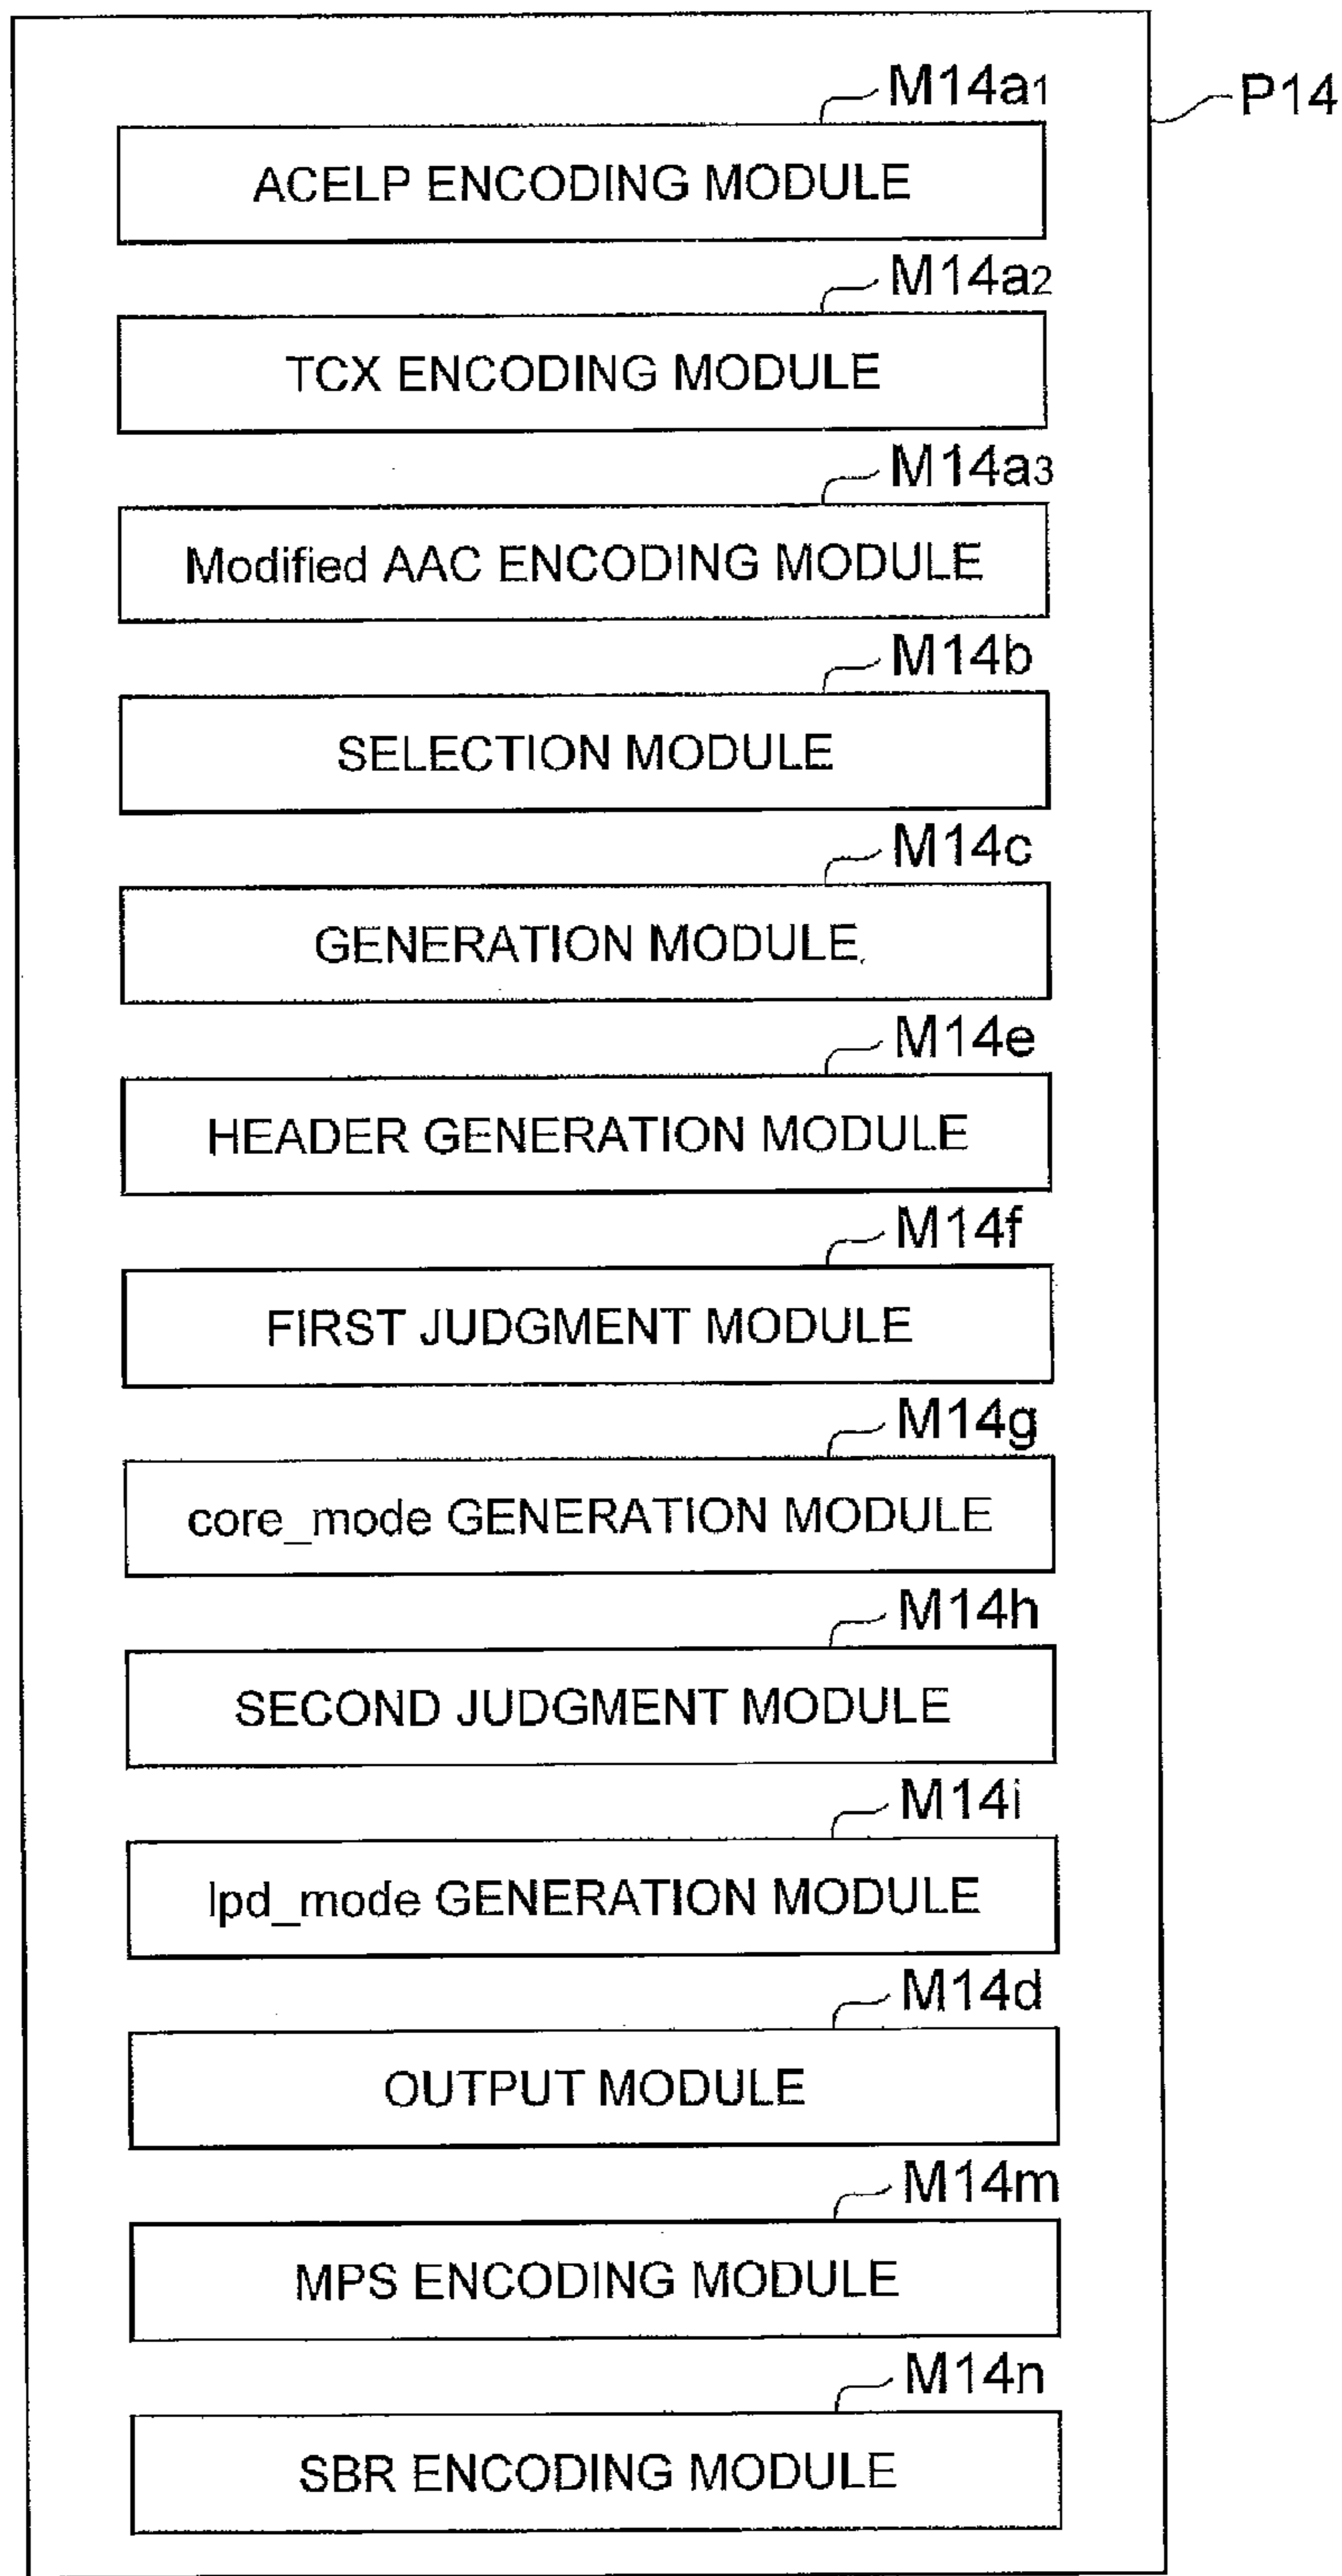 M14a1
P14
ACELP ENCODING MODULE
M14a2
TCX ENCODING MODULE
M14a3
Modified AAC ENCODING MODULE
M14b
SELECTION MODULE
M14c
GENERATION MODULE
M14e
HEADER GENERATION MODULE
M14f
FIRST JUDGMENT MODULE
M14g
core_mode GENERATION MODULE
M14h
SECOND JUDGMENT MODULE
M14i
lpd_mode GENERATION MODULE
M14d
OUTPUT MODULE
M14m
MPS ENCODING MODULE
M14n
SBR ENCODING MODULE